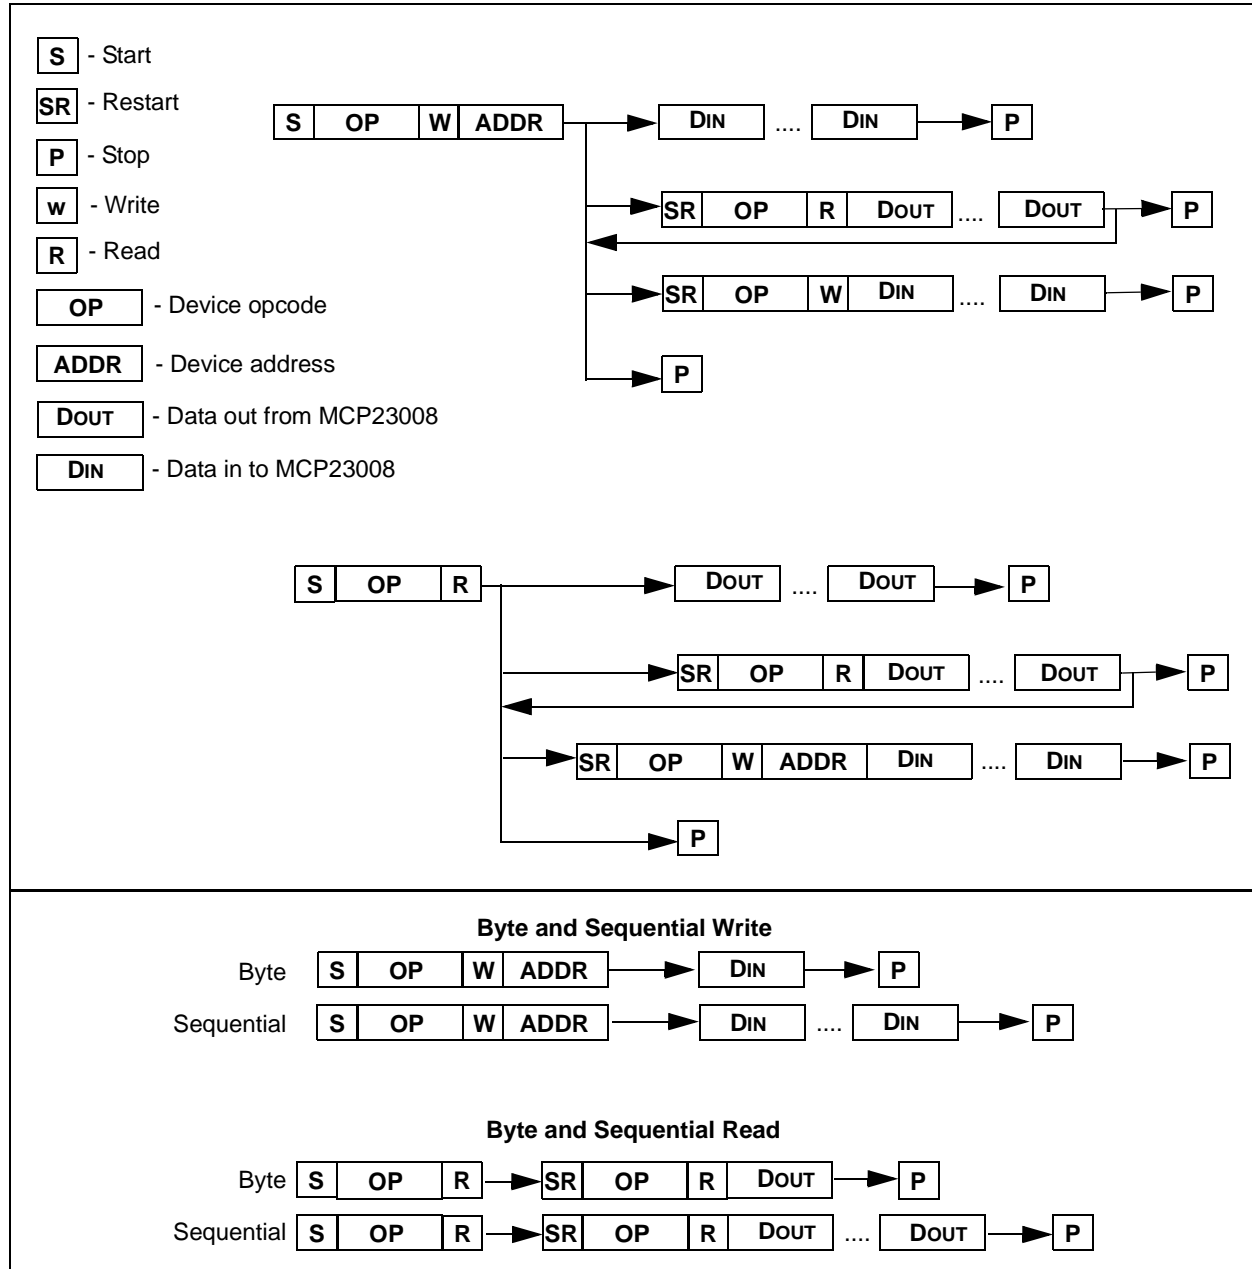 S - Start
SR - Restart
P - Stop
w - Write
R - Read
OP - Device opcode
ADDR - Device address
DOUT - Data out from MCP23008
DIN - Data in to MCP23008
S OP W ADDR DIN .... DIN P
SR OP R DOUT .... DOUT P
SR OP W DIN .... DIN P
P
S OP R DOUT .... DOUT P
SR OP R DOUT .... DOUT P
SR OP W ADDR DIN .... DIN P
P
Byte and Sequential Write
Byte S OP W ADDR DIN P
Sequential S OP W ADDR DIN .... DIN P
Byte and Sequential Read
Byte S OP R SR OP R DOUT P
Sequential S OP R SR OP R DOUT .... DOUT P